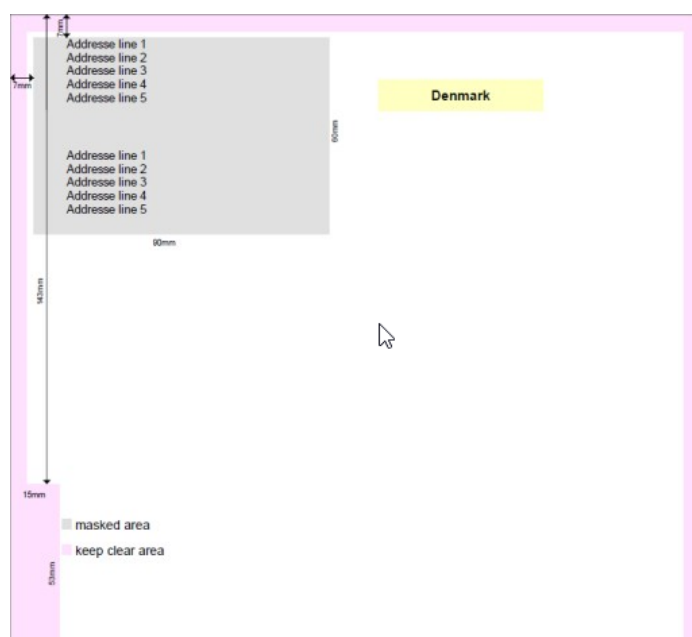 7mm
Addresse line 1
Addresse line 2
Addresse line 3
Addresse line 4
Addresse line 5
7mm
Denmark
60mm
Addresse line 1
Addresse line 2
Addresse line 3
Addresse line 4
Addresse line 5
90mm
143mm
15mm
masked area
keep clear area
53mm